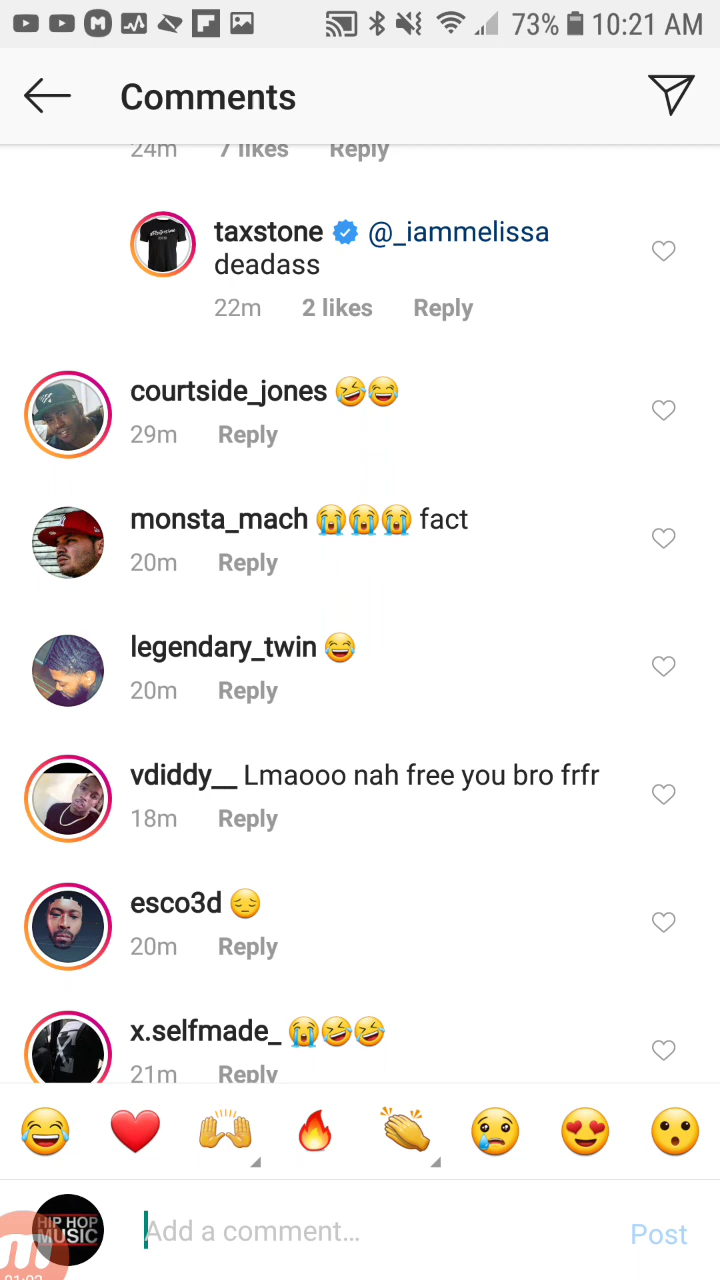 73% 10:21 AM
Comments
24m 7 likes Reply
taxstone @_iammelissa
deadass
22m 2 likes Reply
courtside_jones 🤣😂
29m Reply
monsta_mach 😭😭😭 fact
20m Reply
legendary_twin 😂
20m Reply
vdiddy__ Lmaooo nah free you bro frfr
18m Reply
esco3d 😔
20m Reply
x.selfmade_ 😭🤣🤣
21m Reply
😂 ❤️ 🙌 🔥 👏 😢 😍 😮
HIP HOP
MUSIC
Add a comment... Post
01:02